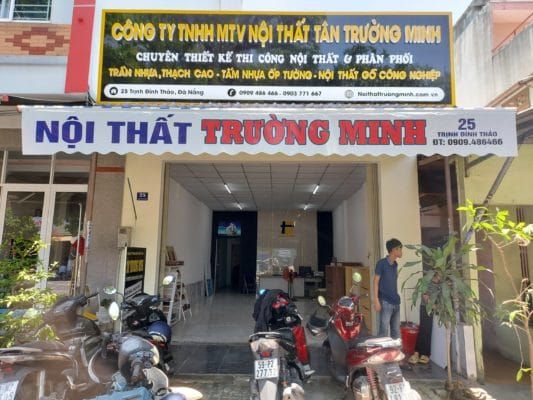 CÔNG TY TNHH MTV NỘI THẤT TÂN TRƯỜNG MINH
CHUYÊN THIẾT KẾ THI CÔNG NỘI THẤT & PHÂN PHỐI
TRẦN NHỰA,THẠCH CAO - TẤM NHỰA ỐP TƯỜNG - NỘI THẤT GỖ CÔNG NGHIỆP
25 Trịnh Đình Thảo, Đà Nẵng
0909 486 466 - 0903 771 667
Noithattruongminh.com.vn
NỘI THẤT TRƯỜNG MINH
25
TRỊNH ĐÌNH THẢO
ĐT: 0909.486466
25